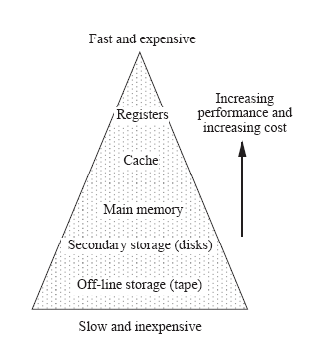 Fast and expensive
Increasing
performance and
increasing cost
Registers
Cache
Main memory
Secondary storage (disks)
Off-line storage (tape)
Slow and inexpensive